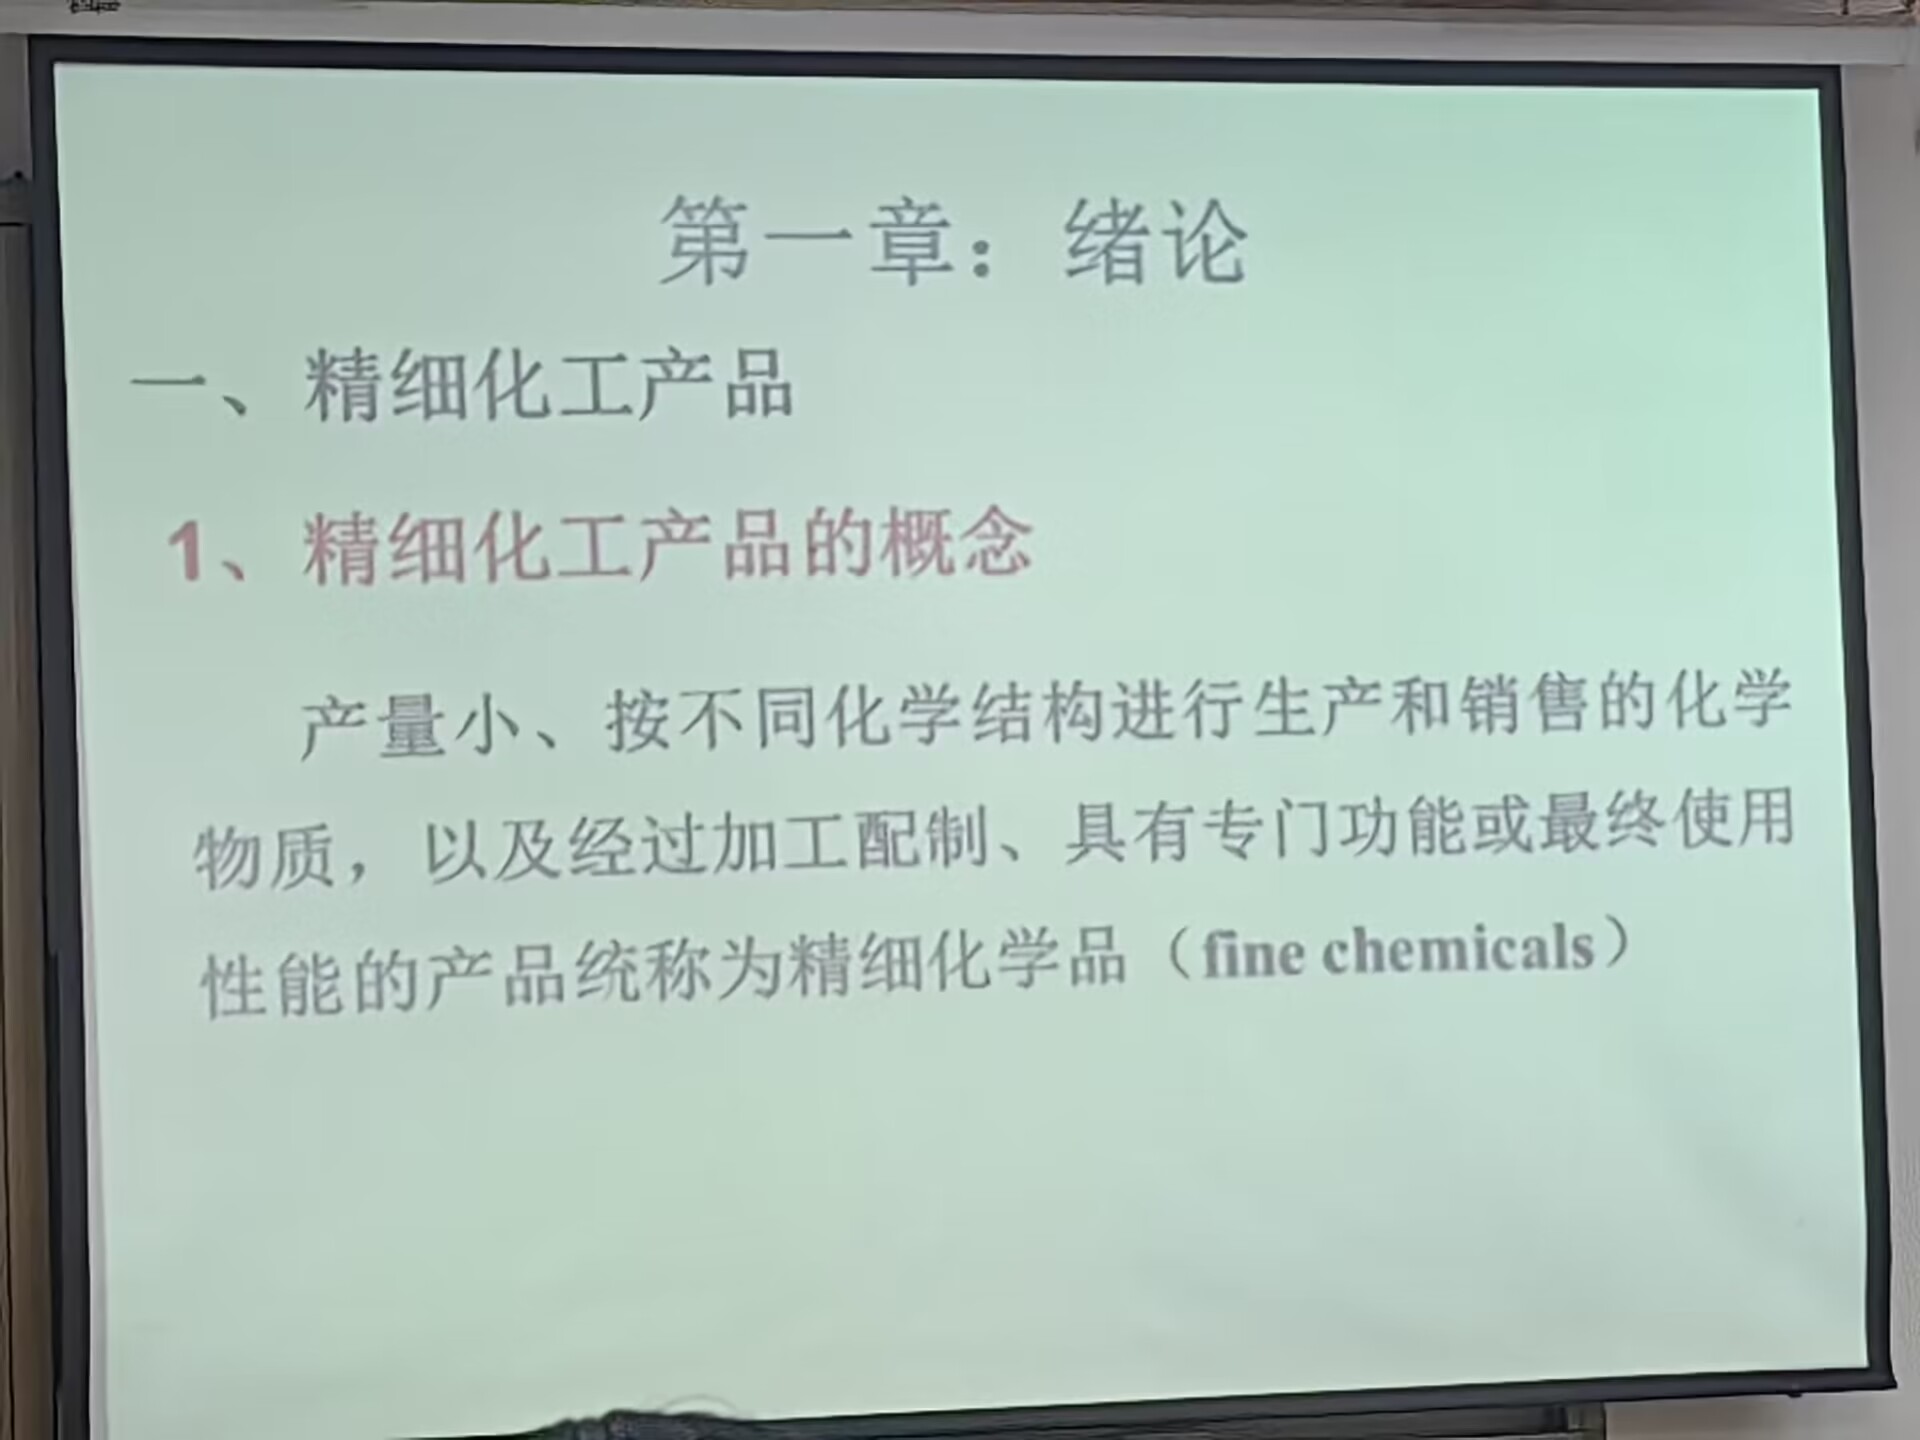 第一章：绪论
一、精细化工产品
1、精细化工产品的概念
产量小、按不同化学结构进行生产和销售的化学
物质，以及经过加工配制、具有专门功能或最终使用
性能的产品统称为精细化学品（fine chemicals）